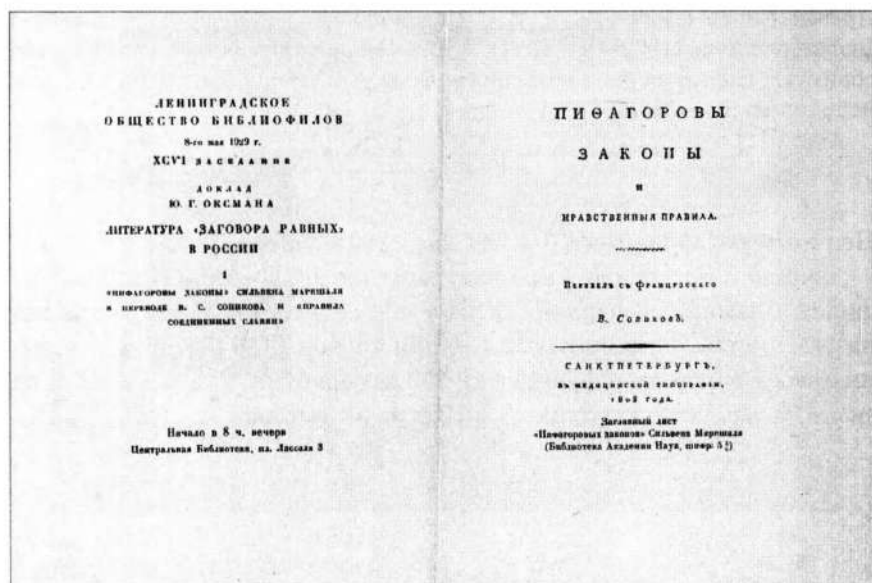 ЛЕНИНГРАДСКОЕ
ОБЩЕСТВО БИБЛИОФИЛОВ
8-го мая 1929 г.
XCVI ЗАСЕДАНИЕ
ДОКЛАД
Ю. Г. ОКСМАНА
ЛИТЕРАТУРА «ЗАГОВОРА РАВНЫХ»
В РОССИИ
I
«ПИФАГОРОВЫ ЗАКОНЫ» СИЛЬВЕНА МАРЕШАЛЯ
В ПЕРЕВОДЕ В. С. СОПИКОВА И «ПРАВИЛА
СОЕДИНЕННЫХ СЛАВЯН»
Начало в 8 ч. вечера
Центральная Библиотека, пл. Лассаля 3
ПИѲАГОРОВЫ
ЗАКОНЫ
И
НРАВСТВЕННЫЯ ПРАВИЛА.
Перевелъ съ Французскаго
В. Сопиковъ.
САНКТПЕТЕРБУРГЪ,
въ медицинской типографіи,
1808 года.
Заглавный лист
«Пифагоровых законов» Сильвена Марешаля
(Библиотека Академии Наук, шифр: 5